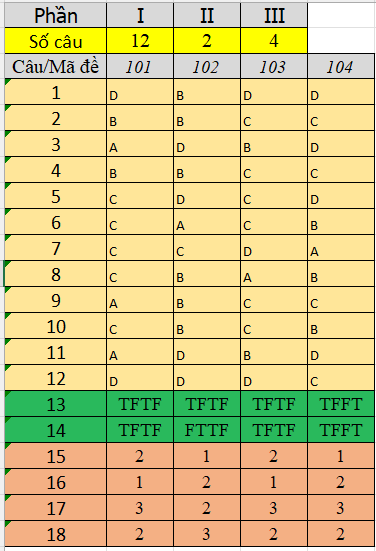 Phần I II III
Số câu 12 2 4
Câu/Mã đề 101 102 103 104
1 D B D D
2 B B C C
3 A D B D
4 B B C C
5 C D C D
6 C A C B
7 C C D A
8 C B A B
9 A B C C
10 C B C B
11 A D B D
12 D D D C
13 TFTF TFTF TFTF TFFT
14 TFTF FTTF TFTF TFFT
15 2 1 2 1
16 1 2 1 2
17 3 2 3 3
18 2 3 2 2